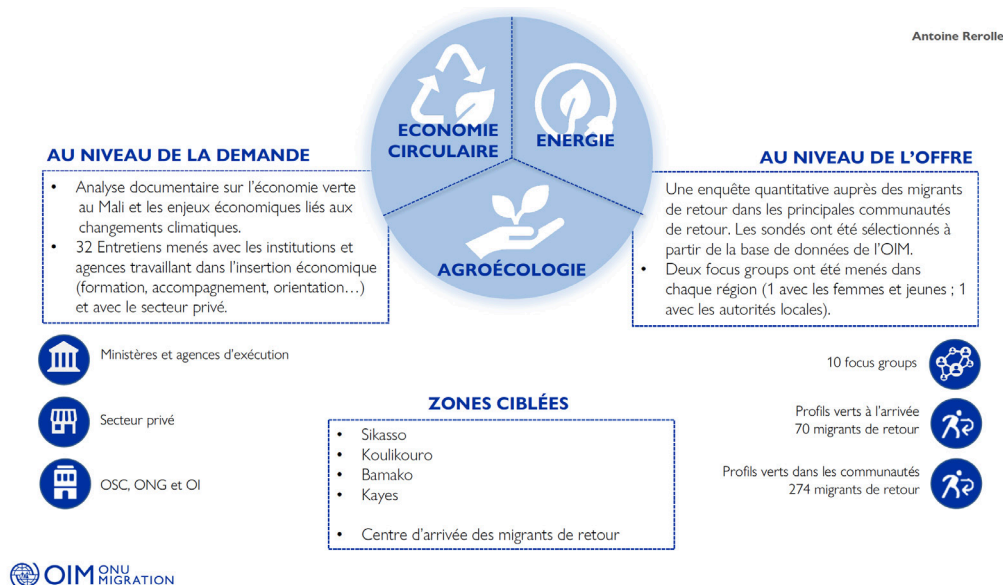 Antoine Rerolle
ECONOMIE
CIRCULAIRE
ENERGIE
AGROÉCOLOGIE
AU NIVEAU DE LA DEMANDE
• Analyse documentaire sur l'économie verte
au Mali et les enjeux économiques liés aux
changements climatiques.
• 32 Entretiens menés avec les institutions et
agences travaillant dans l'insertion économique
(formation, accompagnement, orientation…)
et avec le secteur privé.
Ministères et agences d'exécution
Secteur privé
OSC, ONG et OI
ZONES CIBLÉES
• Sikasso
• Koulikouro
• Bamako
• Kayes
• Centre d'arrivée des migrants de retour
AU NIVEAU DE L'OFFRE
Une enquête quantitative auprès des migrants
de retour dans les principales communautés
de retour. Les sondés ont été sélectionnés à
partir de la base de données de l'OIM.
• Deux focus groups ont été menés dans
chaque région (1 avec les femmes et jeunes ; 1
avec les autorités locales).
10 focus groups
Profils verts à l'arrivée
70 migrants de retour
Profils verts dans les communautés
274 migrants de retour
OIM ONU
MIGRATION